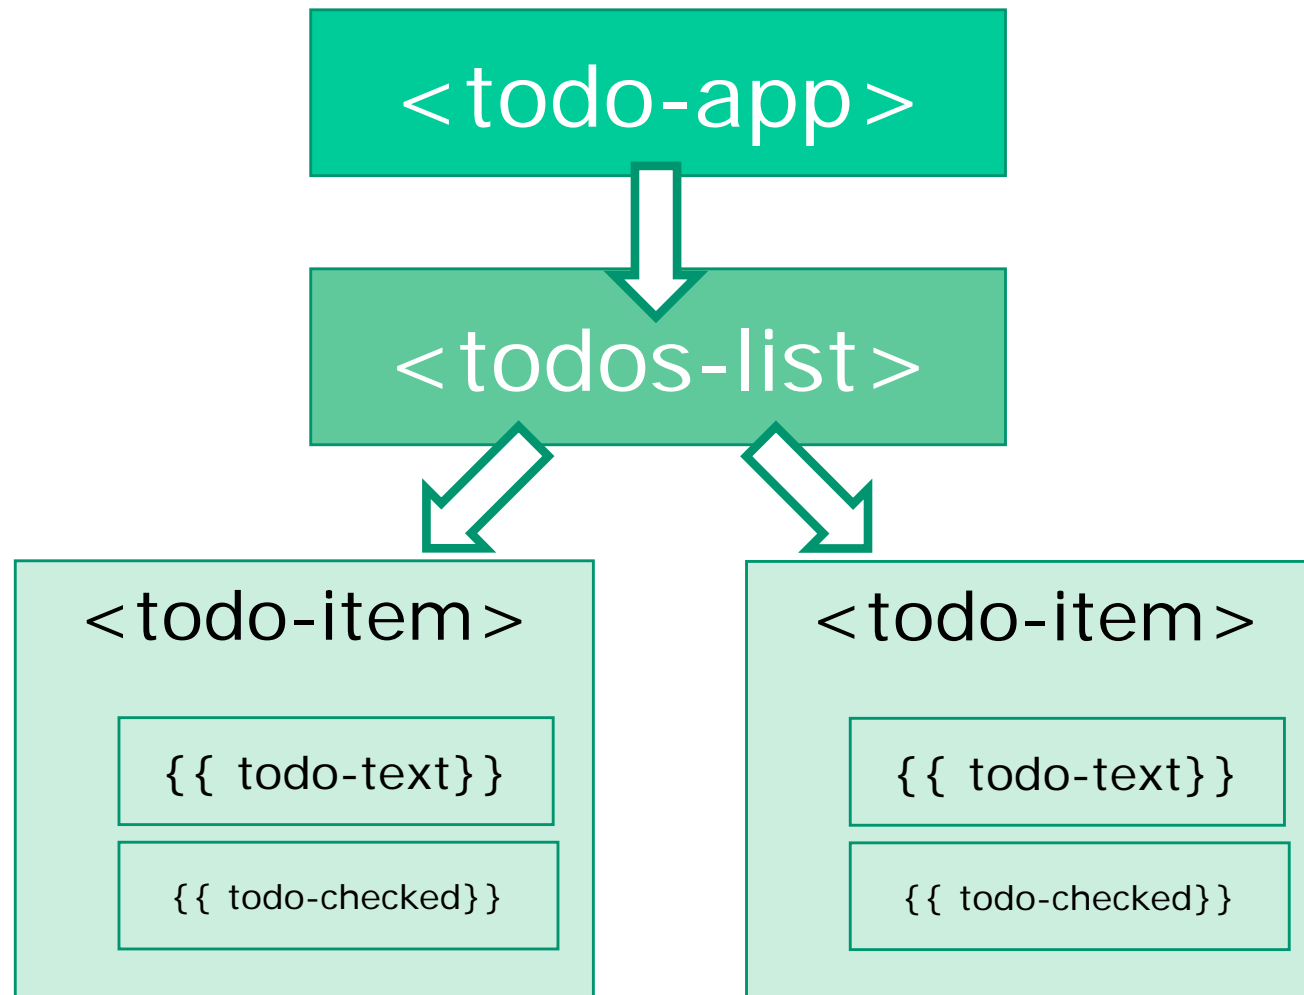 <todo-app>
<todos-list>
<todo-item>
{{ todo-text}}
{{ todo-checked}}
<todo-item>
{{ todo-text}}
{{ todo-checked}}